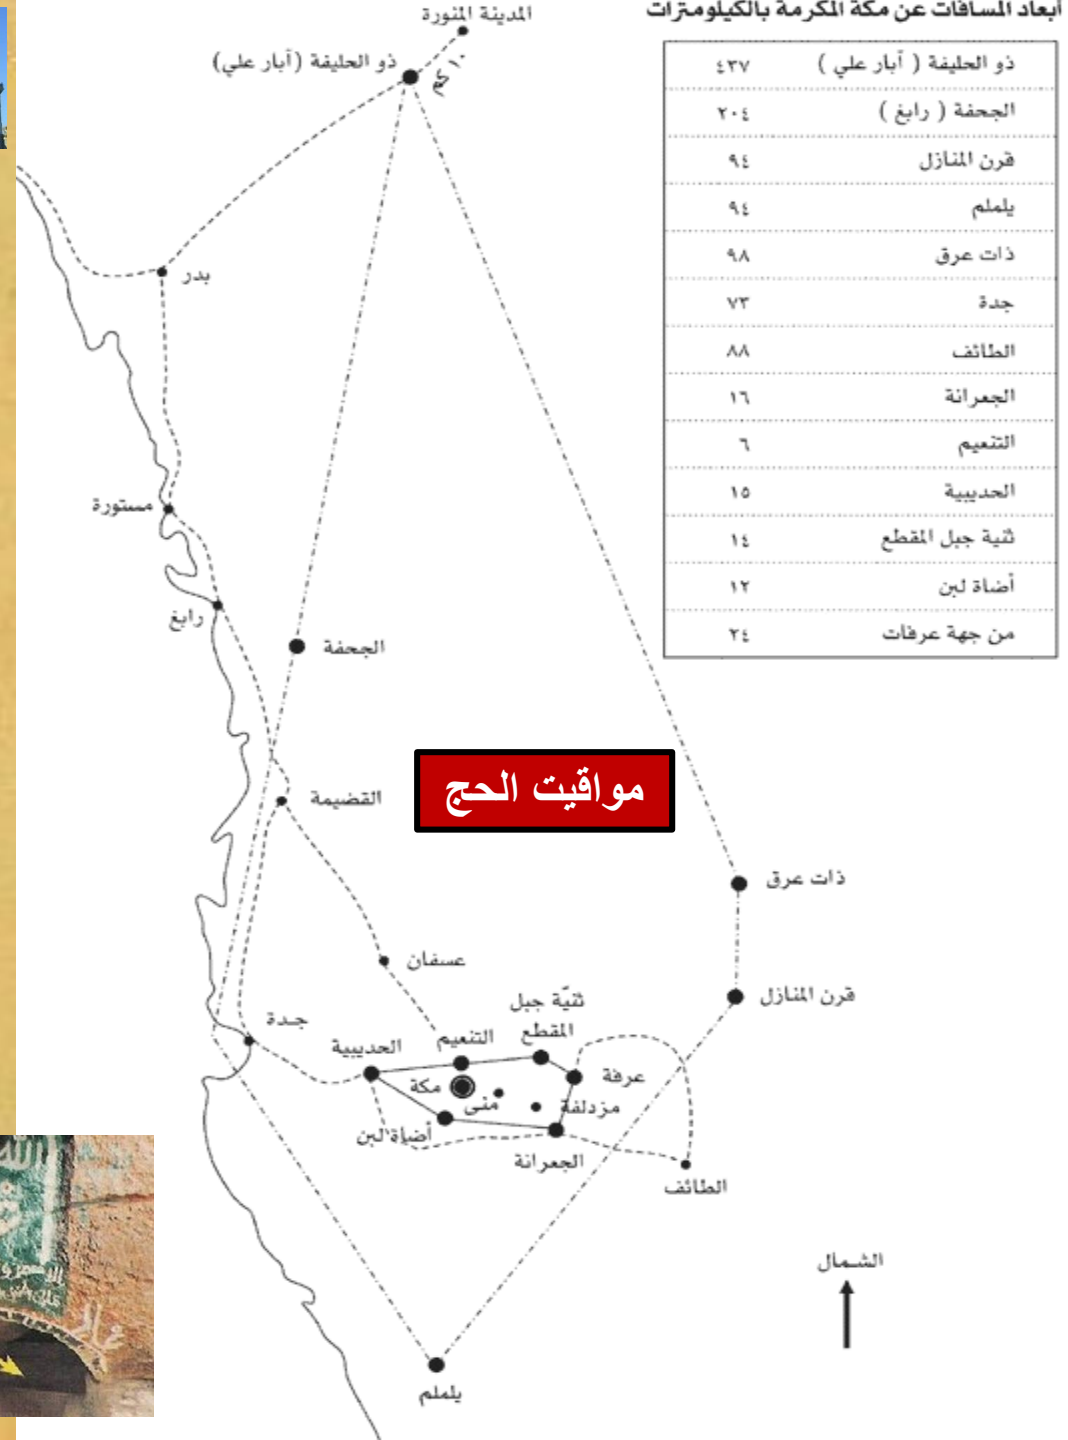 أبعاد المسافات عن مكة المكرمة بالكيلومترات
ذو الحليفة ( آبار علي ) ٤٣٧
الجحفة ( رابغ ) ٢٠٤
قرن المنازل ٩٤
يلملم ٩٤
ذات عرق ٩٨
جدة ٧٣
الطائف ٨٨
الجعرانة ١٦
التنعيم ٦
الحديبية ١٥
ثنية جبل المقطع ١٤
أضاة لبن ١٢
من جهة عرفات ٢٤
المدينة المنورة
ذو الحليفة (آبار علي)
١٠ كم
بدر
مستورة
رابغ
الجحفة
مواقيت الحج
القضيمة
ذات عرق
عسفان
قرن المنازل
ثنيّة جبل
المقطع
جـدة
التنعيم
الحديبية
عرفة
مكة
منى
مزدلفة
أضاة لبن
الجعرانة
الطائف
الشـمال
يلملم
الله